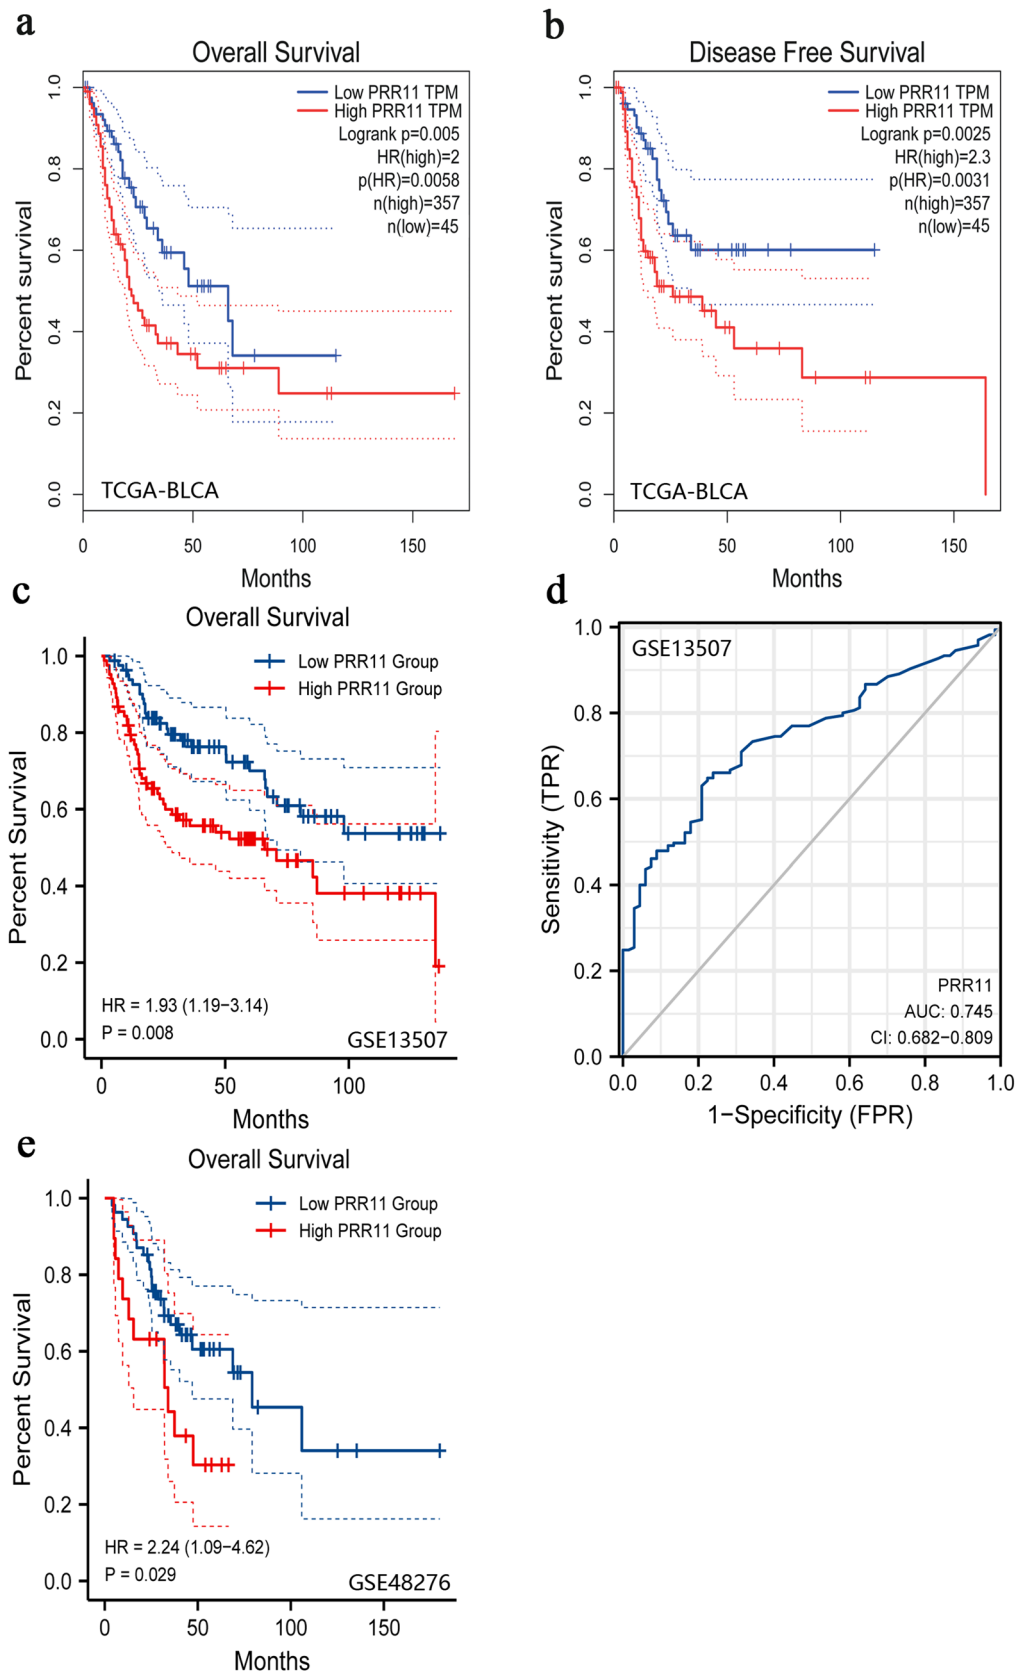 a
Overall Survival
Low PRR11 TPM
High PRR11 TPM
Logrank p=0.005
HR(high)=2
p(HR)=0.0058
n(high)=357
n(low)=45
Percent survival
1.0
0.8
0.6
0.4
0.2
0.0
TCGA-BLCA
0 50 100 150
Months
b
Disease Free Survival
Low PRR11 TPM
High PRR11 TPM
Logrank p=0.0025
HR(high)=2.3
p(HR)=0.0031
n(high)=357
n(low)=45
Percent survival
1.0
0.8
0.6
0.4
0.2
0.0
TCGA-BLCA
0 50 100 150
Months
c
Overall Survival
Low PRR11 Group
High PRR11 Group
Percent Survival
1.0
0.8
0.6
0.4
0.2
0.0
HR = 1.93 (1.19−3.14)
P = 0.008
GSE13507
0 50 100
Months
d
GSE13507
Sensitivity (TPR)
1.0
0.8
0.6
0.4
0.2
0.0
PRR11
AUC: 0.745
CI: 0.682−0.809
0.0 0.2 0.4 0.6 0.8 1.0
1−Specificity (FPR)
e
Overall Survival
Low PRR11 Group
High PRR11 Group
Percent Survival
1.0
0.8
0.6
0.4
0.2
0.0
HR = 2.24 (1.09−4.62)
P = 0.029
GSE48276
0 50 100 150
Months